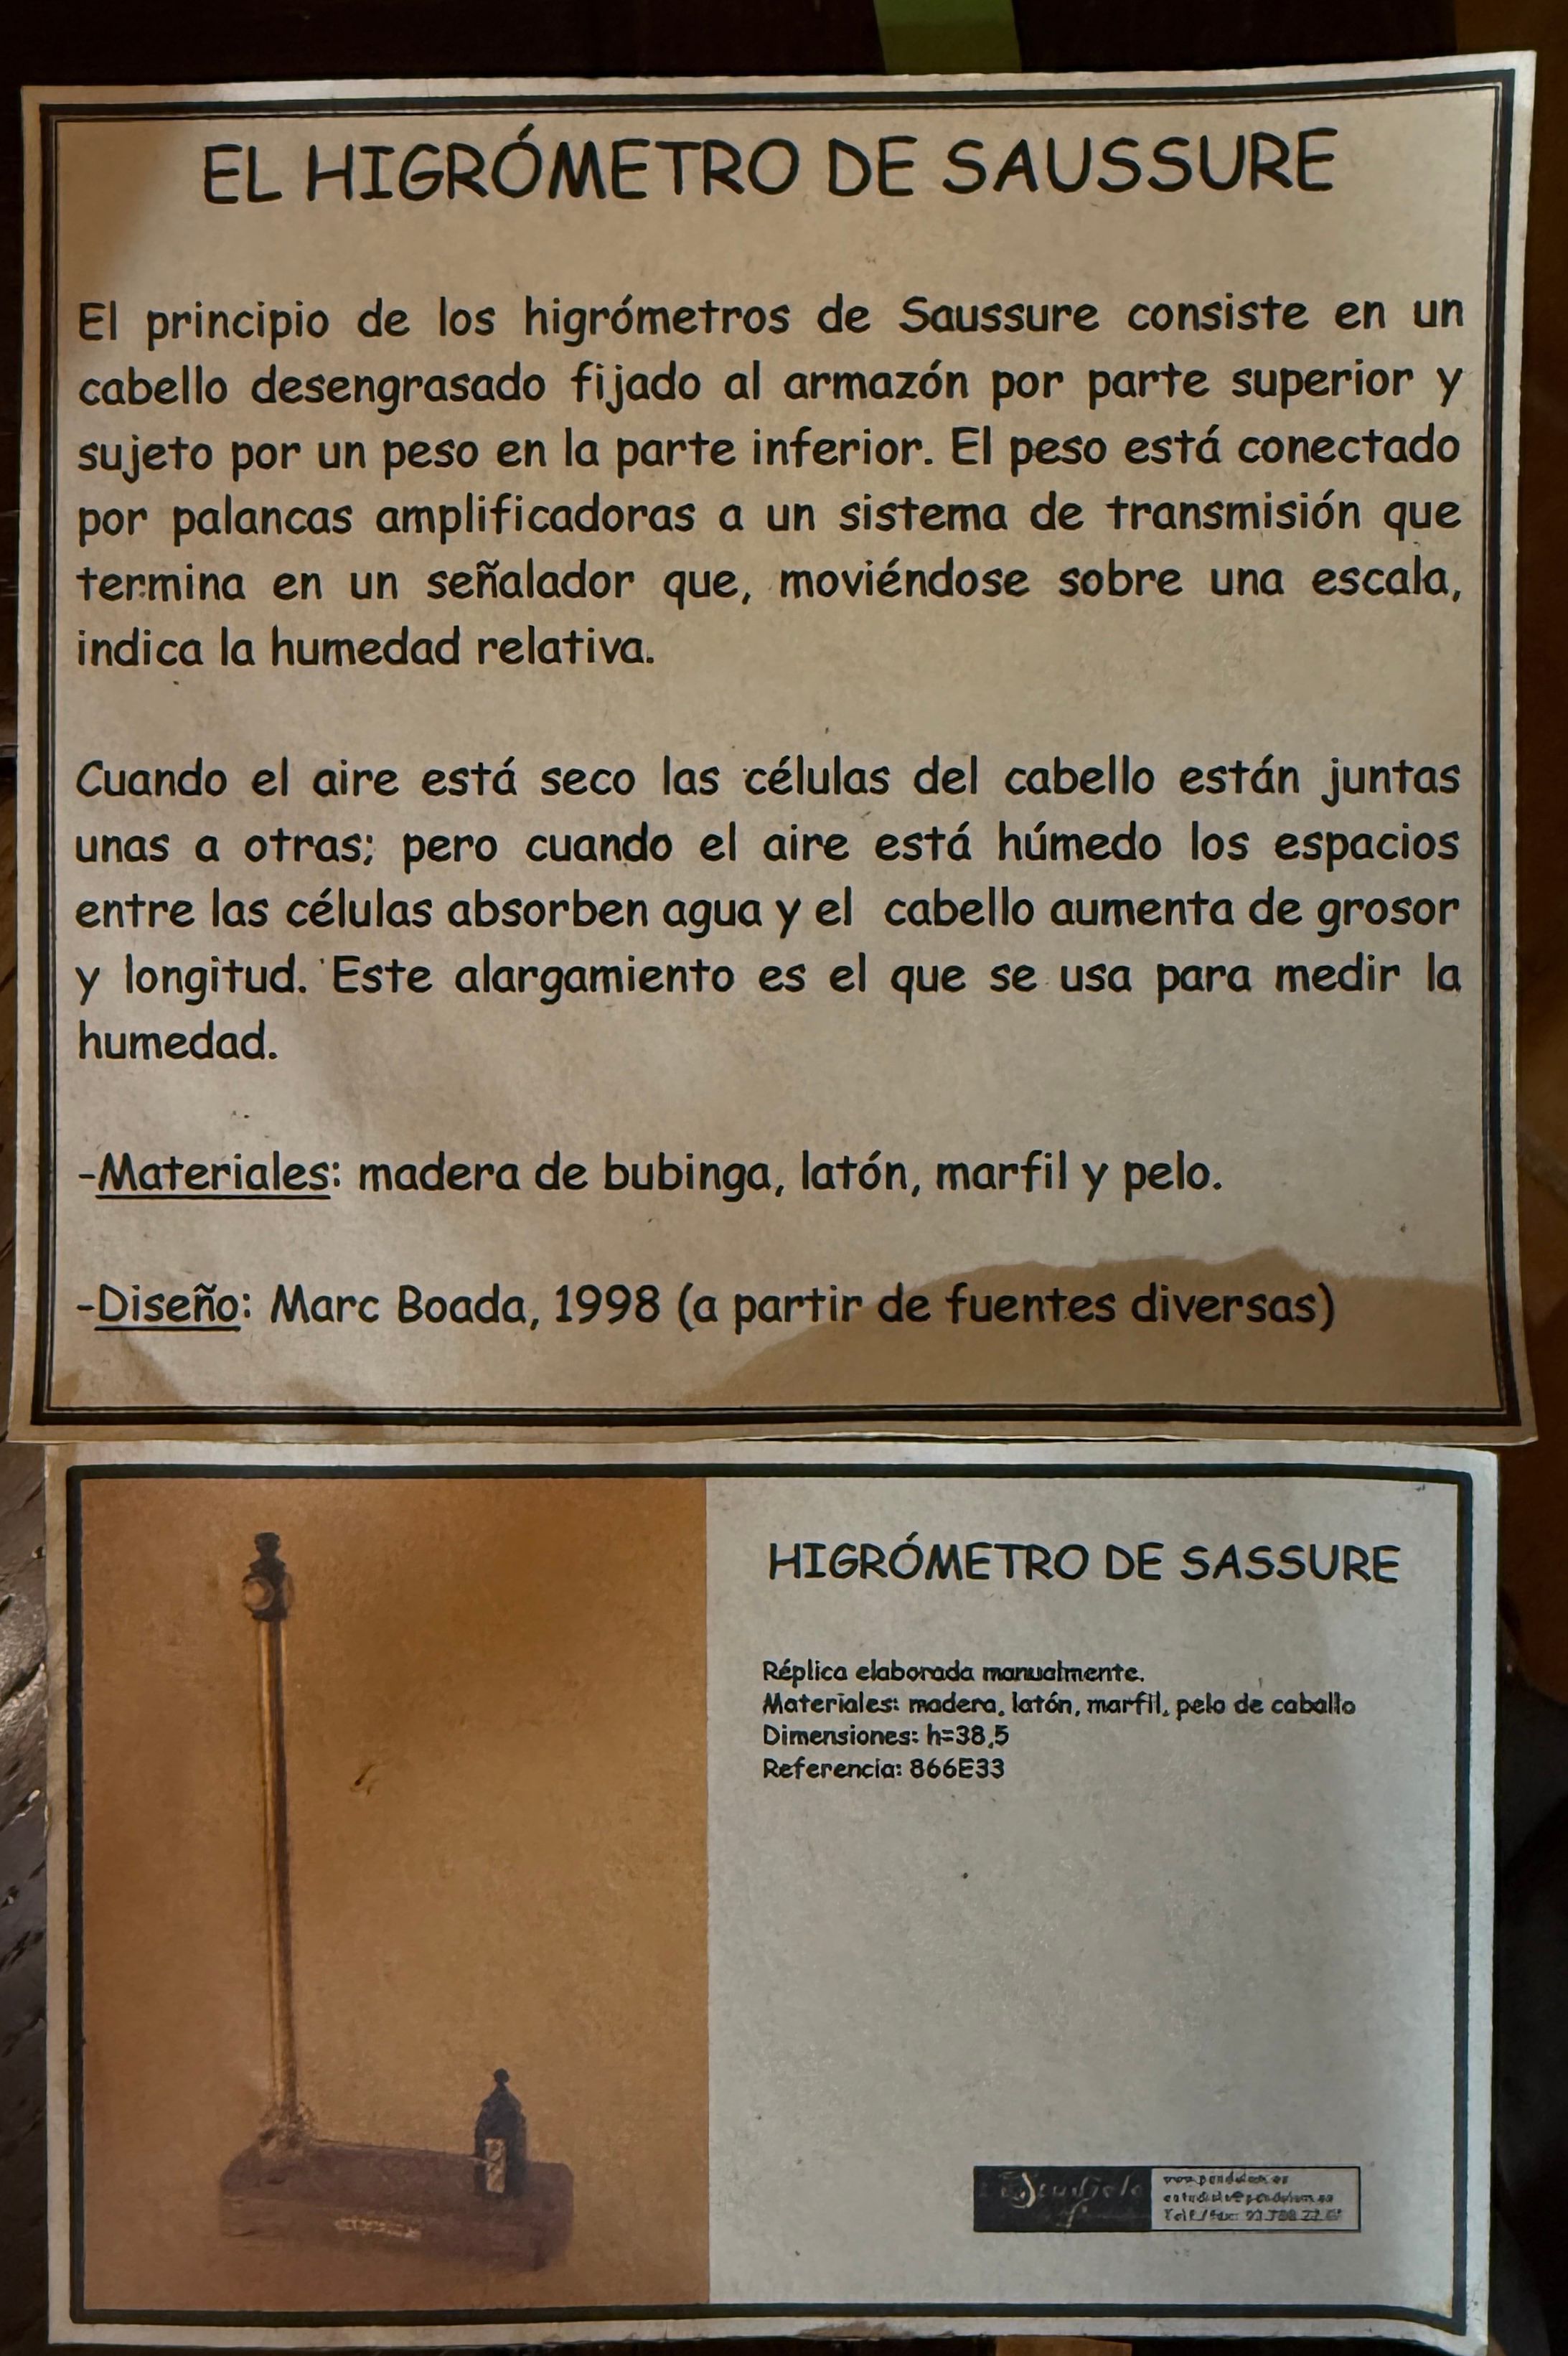 EL HIGRÓMETRO DE SAUSSURE
El principio de los higrómetros de Saussure consiste en un
cabello desengrasado fijado al armazón por parte superior y
sujeto por un peso en la parte inferior. El peso está conectado
por palancas amplificadoras a un sistema de transmisión que
termina en un señalador que, moviéndose sobre una escala,
indica la humedad relativa.
Cuando el aire está seco las células del cabello están juntas
unas a otras; pero cuando el aire está húmedo los espacios
entre las células absorben agua y el cabello aumenta de grosor
y longitud. Este alargamiento es el que se usa para medir la
humedad.
-Materiales: madera de bubinga, latón, marfil y pelo.
-Diseño: Marc Boada, 1998 (a partir de fuentes diversas)
HIGRÓMETRO DE SASSURE
Réplica elaborada manualmente.
Materiales: madera, latón, marfil, pelo de caballo
Dimensiones: h=38,5
Referencia: 866E33